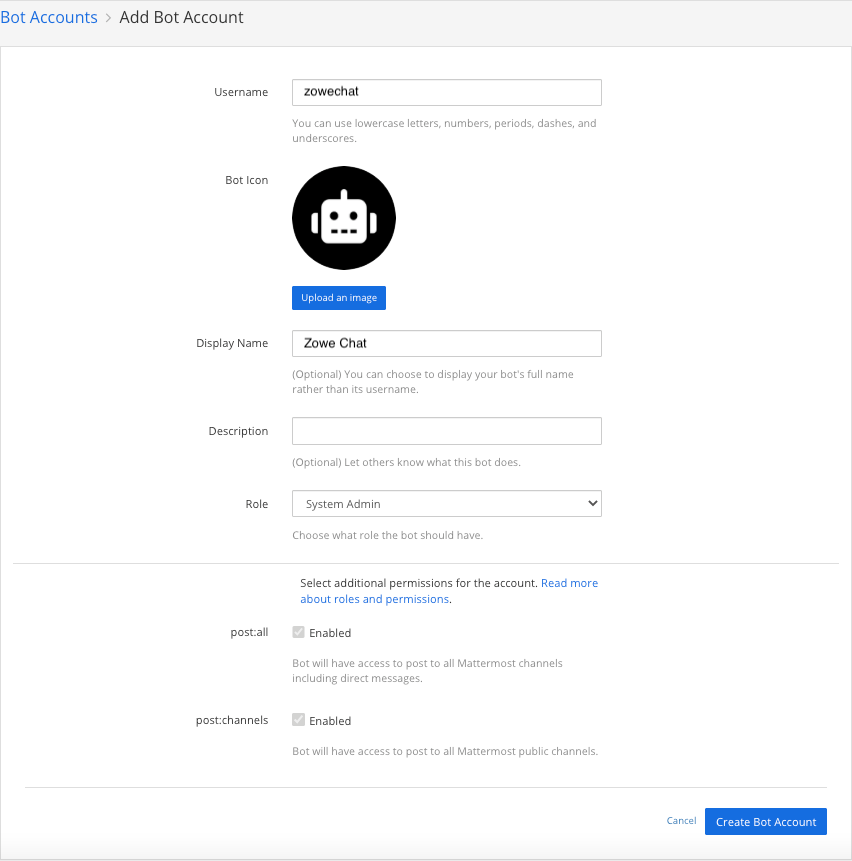 Bot Accounts > Add Bot Account
Username
zowechat
You can use lowercase letters, numbers, periods, dashes, and
underscores.
Bot Icon
Upload an image
Display Name
Zowe Chat
(Optional) You can choose to display your bot's full name
rather than its username.
Description
(Optional) Let others know what this bot does.
Role
System Admin
Choose what role the bot should have.
Select additional permissions for the account. Read more
about roles and permissions.
post:all
Enabled
Bot will have access to post to all Mattermost channels
including direct messages.
post:channels
Enabled
Bot will have access to post to all Mattermost public channels.
Cancel
Create Bot Account